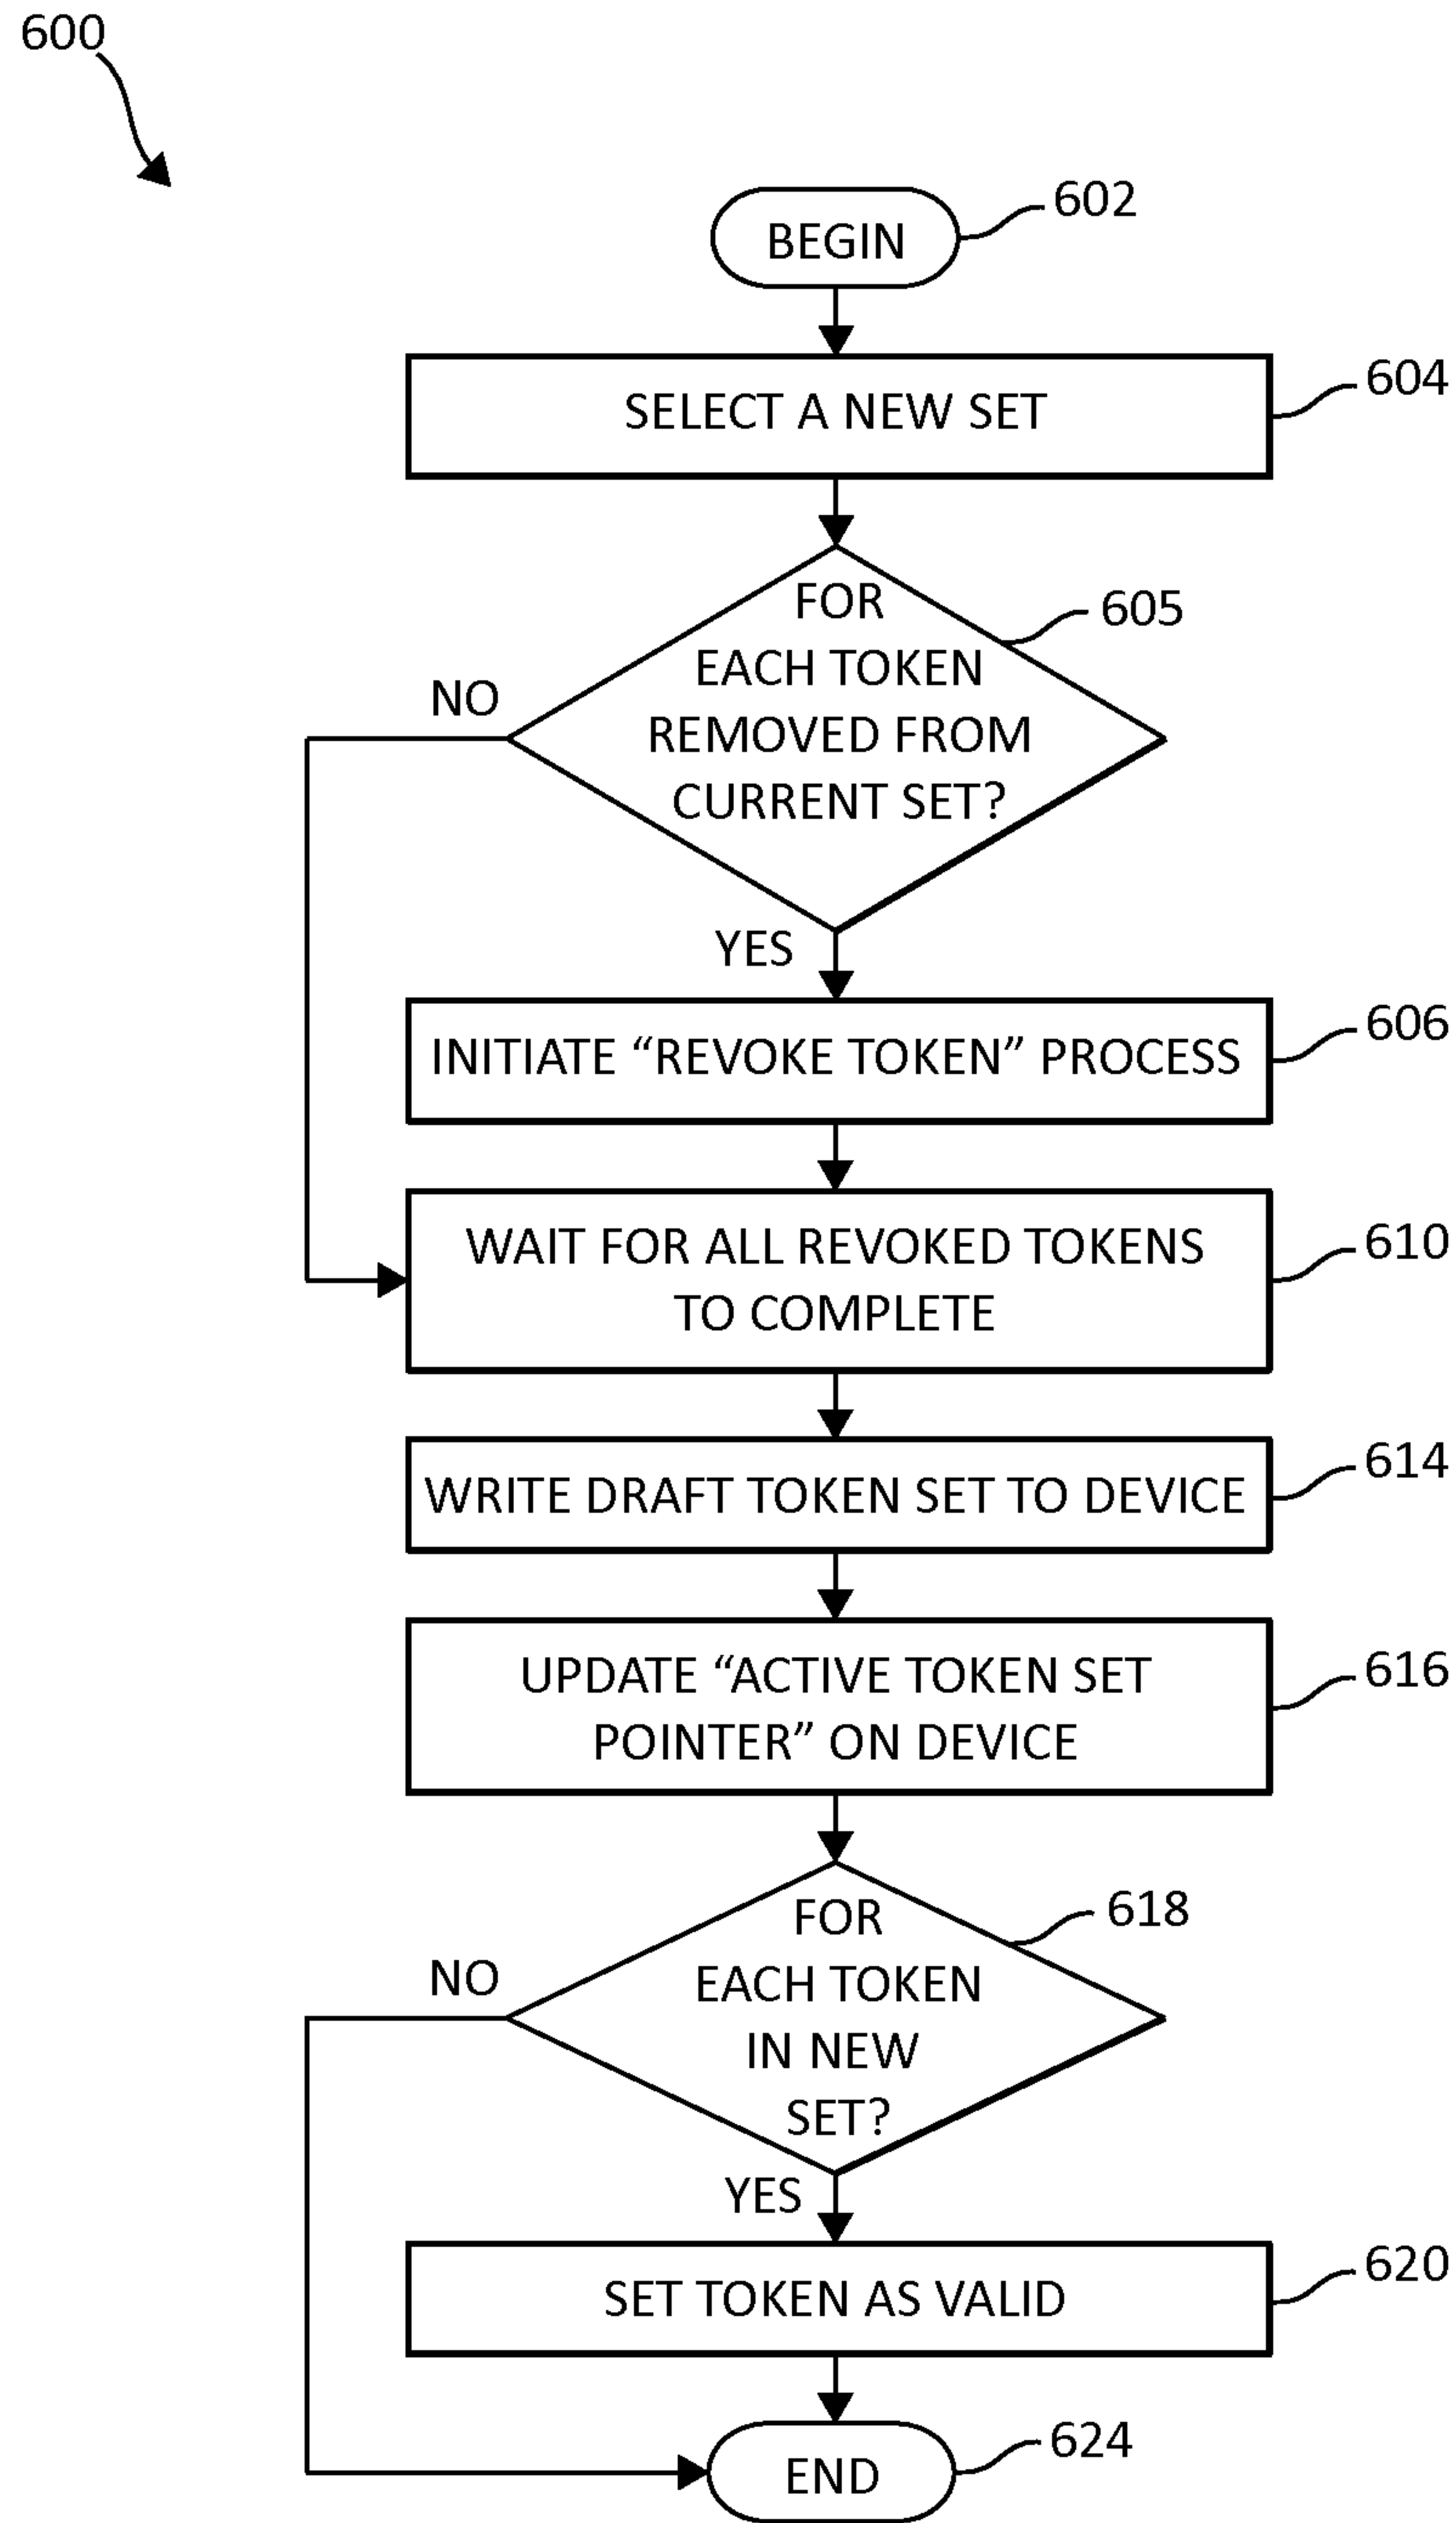 600
602
BEGIN
604
SELECT A NEW SET
FOR
605
EACH TOKEN
NO
REMOVED FROM
CURRENT SET?
YES
606
INITIATE “REVOKE TOKEN” PROCESS
610
WAIT FOR ALL REVOKED TOKENS
TO COMPLETE
614
WRITE DRAFT TOKEN SET TO DEVICE
616
UPDATE “ACTIVE TOKEN SET
POINTER” ON DEVICE
618
FOR
EACH TOKEN
NO
IN NEW
SET?
YES
620
SET TOKEN AS VALID
624
END